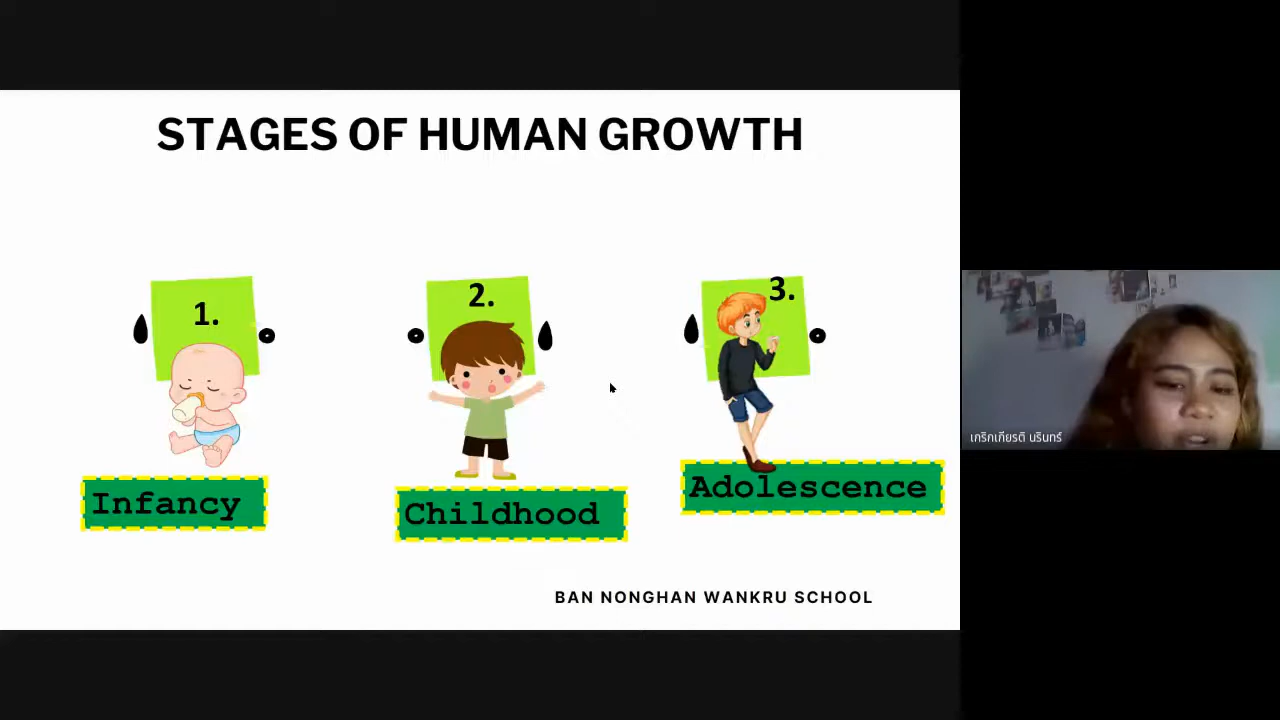 STAGES OF HUMAN GROWTH
1.
2.
3.
Infancy
Childhood
Adolescence
BAN NONGHAN WANKRU SCHOOL
เกริกเกียรติ นรินทร์